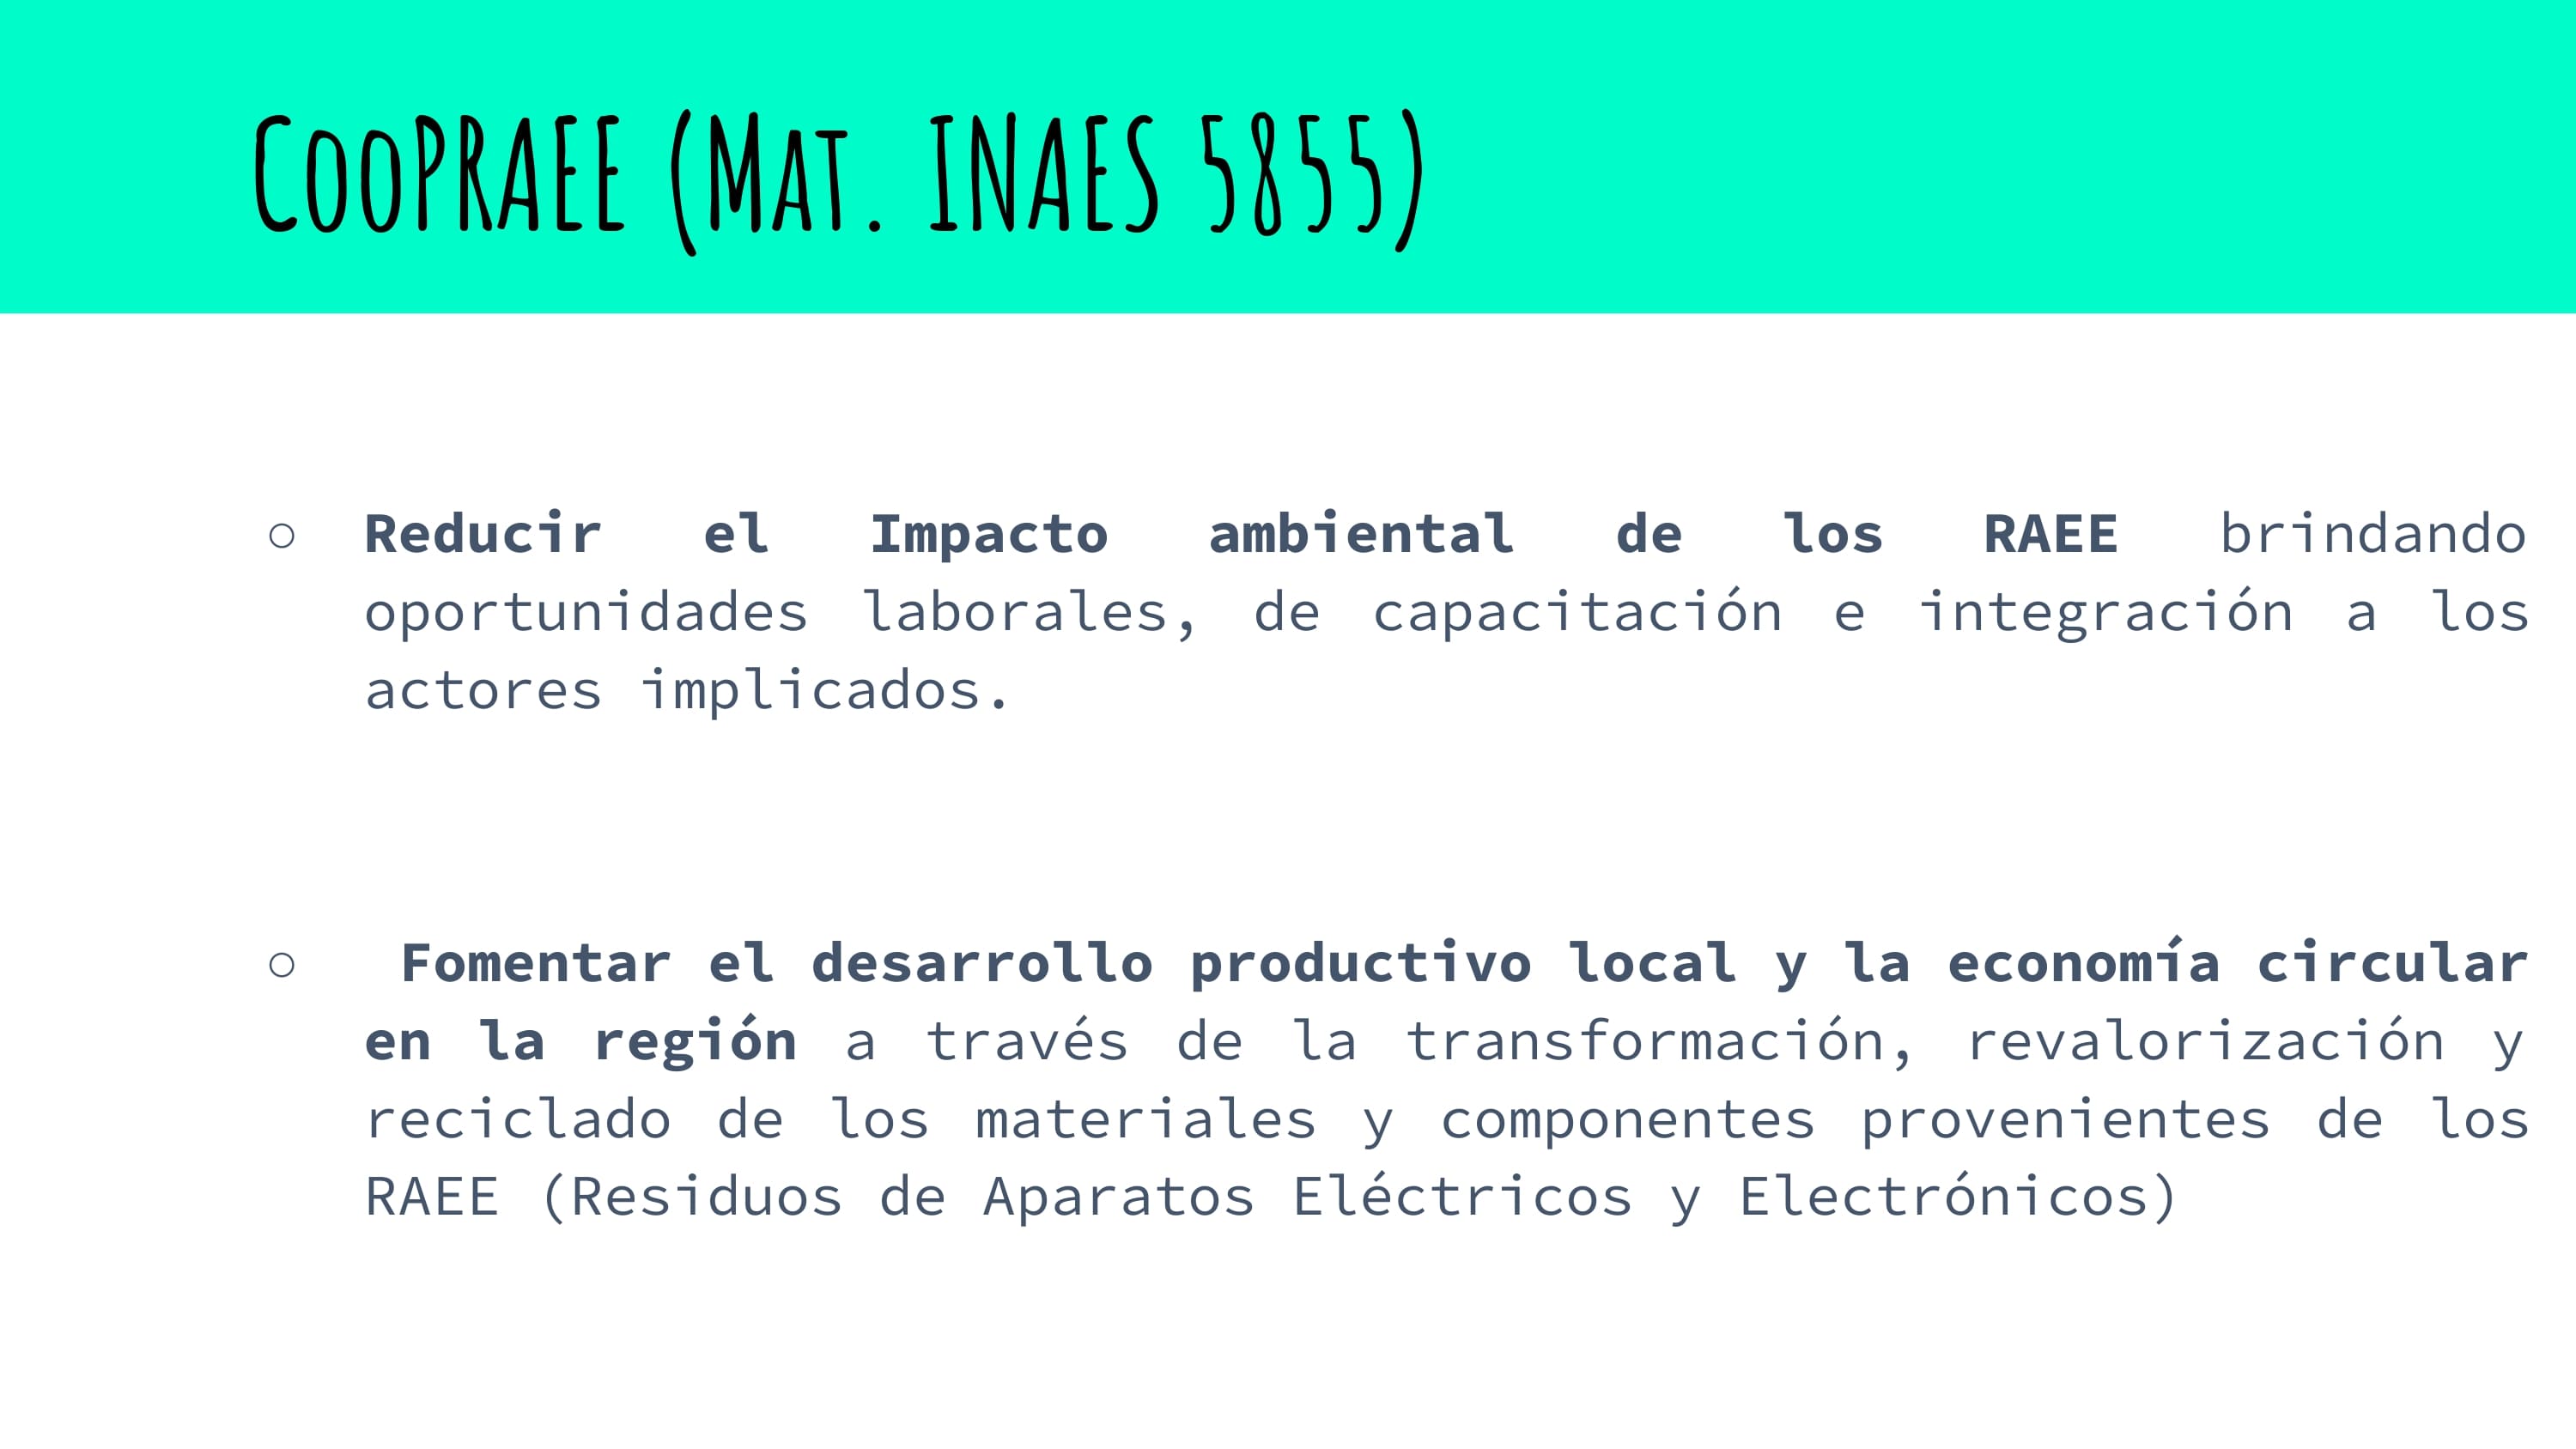 CooPRAEE (Mat. INAES 5855)
○ Reducir el Impacto ambiental de los RAEE brindando
oportunidades laborales, de capacitación e integración a los
actores implicados.
○ Fomentar el desarrollo productivo local y la economía circular
en la región a través de la transformación, revalorización y
reciclado de los materiales y componentes provenientes de los
RAEE (Residuos de Aparatos Eléctricos y Electrónicos)